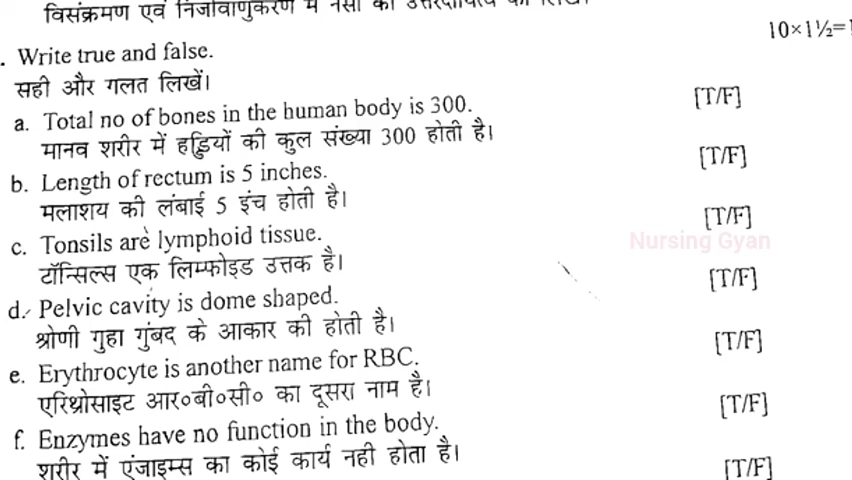 विसंक्रमण एवं निर्जीवाणुकरण में नर्सों का उत्तरदायित्व को लिखें।
10×1½=1
. Write true and false.
सही और गलत लिखें।
a. Total no of bones in the human body is 300. [T/F]
मानव शरीर में हड्डियों की कुल संख्या 300 होती है।
b. Length of rectum is 5 inches. [T/F]
मलाशय की लंबाई 5 इंच होती है।
c. Tonsils are lymphoid tissue. [T/F]
Nursing Gyan
टॉन्सिल्स एक लिम्फोइड उत्तक है।
d. Pelvic cavity is dome shaped. [T/F]
श्रोणी गुहा गुंबद के आकार की होती है।
e. Erythrocyte is another name for RBC. [T/F]
एरिथ्रोसाइट आर०बी०सी० का दूसरा नाम है।
f. Enzymes have no function in the body. [T/F]
शरीर में एंजाइम्स का कोई कार्य नही होता है।
[T/F]